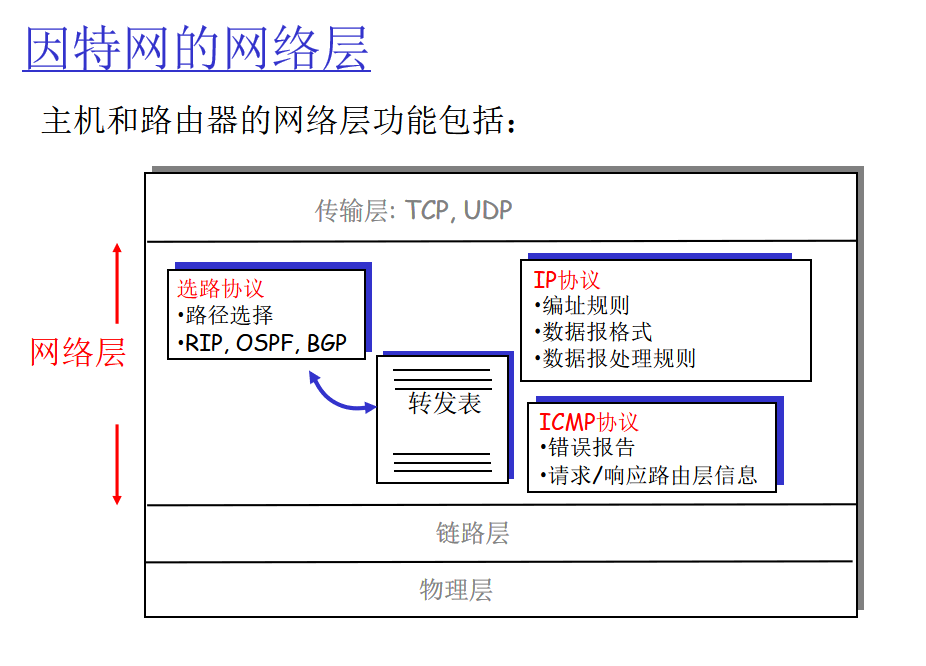 因特网的网络层
主机和路由器的网络层功能包括：
传输层: TCP, UDP
网络层
选路协议
•路径选择
•RIP, OSPF, BGP
转发表
IP协议
•编址规则
•数据报格式
•数据报处理规则
ICMP协议
•错误报告
•请求/响应路由层信息
链路层
物理层